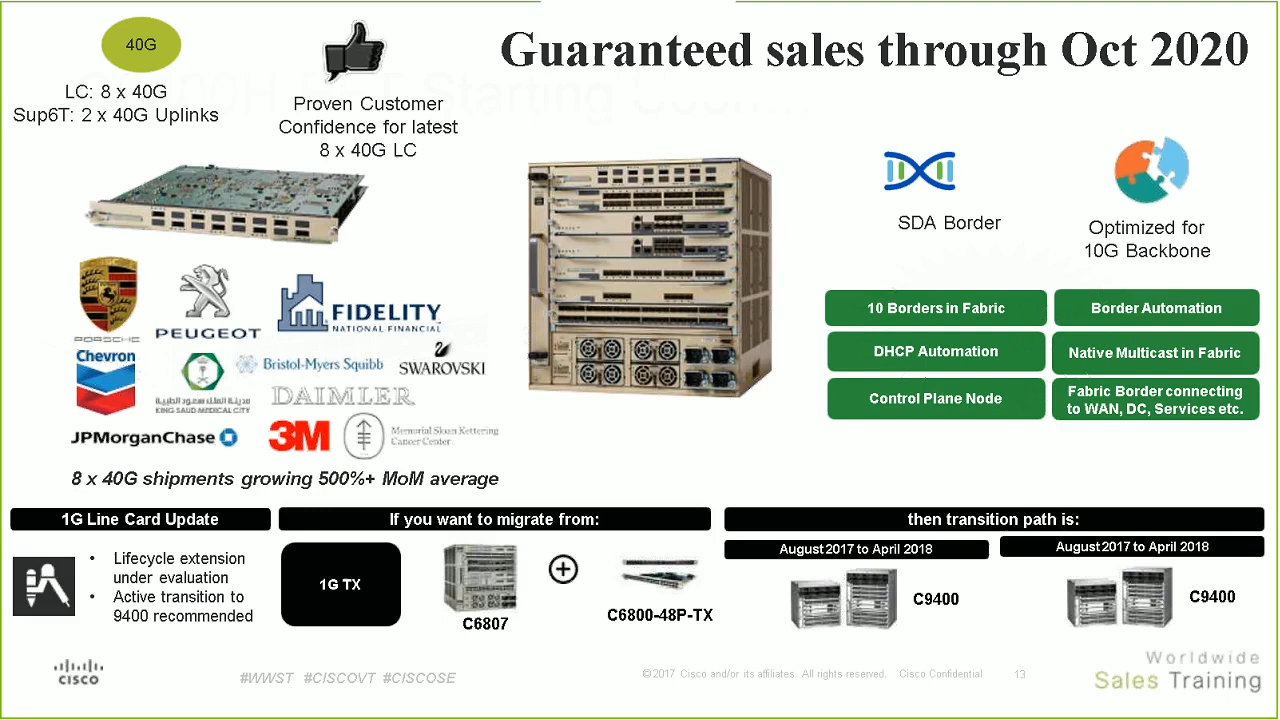 40G
LC: 8 x 40G
Sup6T: 2 x 40G Uplinks
Proven Customer
Confidence for latest
8 x 40G LC
Guaranteed sales through Oct 2020
SDA Border
Optimized for
10G Backbone
PORSCHE
PEUGEOT
FIDELITY
NATIONAL FINANCIAL
Chevron
مدينة الملك سعود الطبية
KING SAUD MEDICAL CITY
Bristol-Myers Squibb
SWAROVSKI
DAIMLER
JPMorganChase
3M
Memorial Sloan Kettering
Cancer Center
8 x 40G shipments growing 500%+ MoM average
10 Borders in Fabric
Border Automation
DHCP Automation
Native Multicast in Fabric
Control Plane Node
Fabric Border connecting
to WAN, DC, Services etc.
1G Line Card Update
If you want to migrate from:
then transition path is:
• Lifecycle extension
under evaluation
• Active transition to
9400 recommended
1G TX
C6807
C6800-48P-TX
August 2017 to April 2018
C9400
August 2017 to April 2018
C9400
CISCO
#WWST #CISCOVT #CISCOSE
©2017 Cisco and/or its affiliates. All rights reserved. Cisco Confidential
13
Worldwide
Sales Training